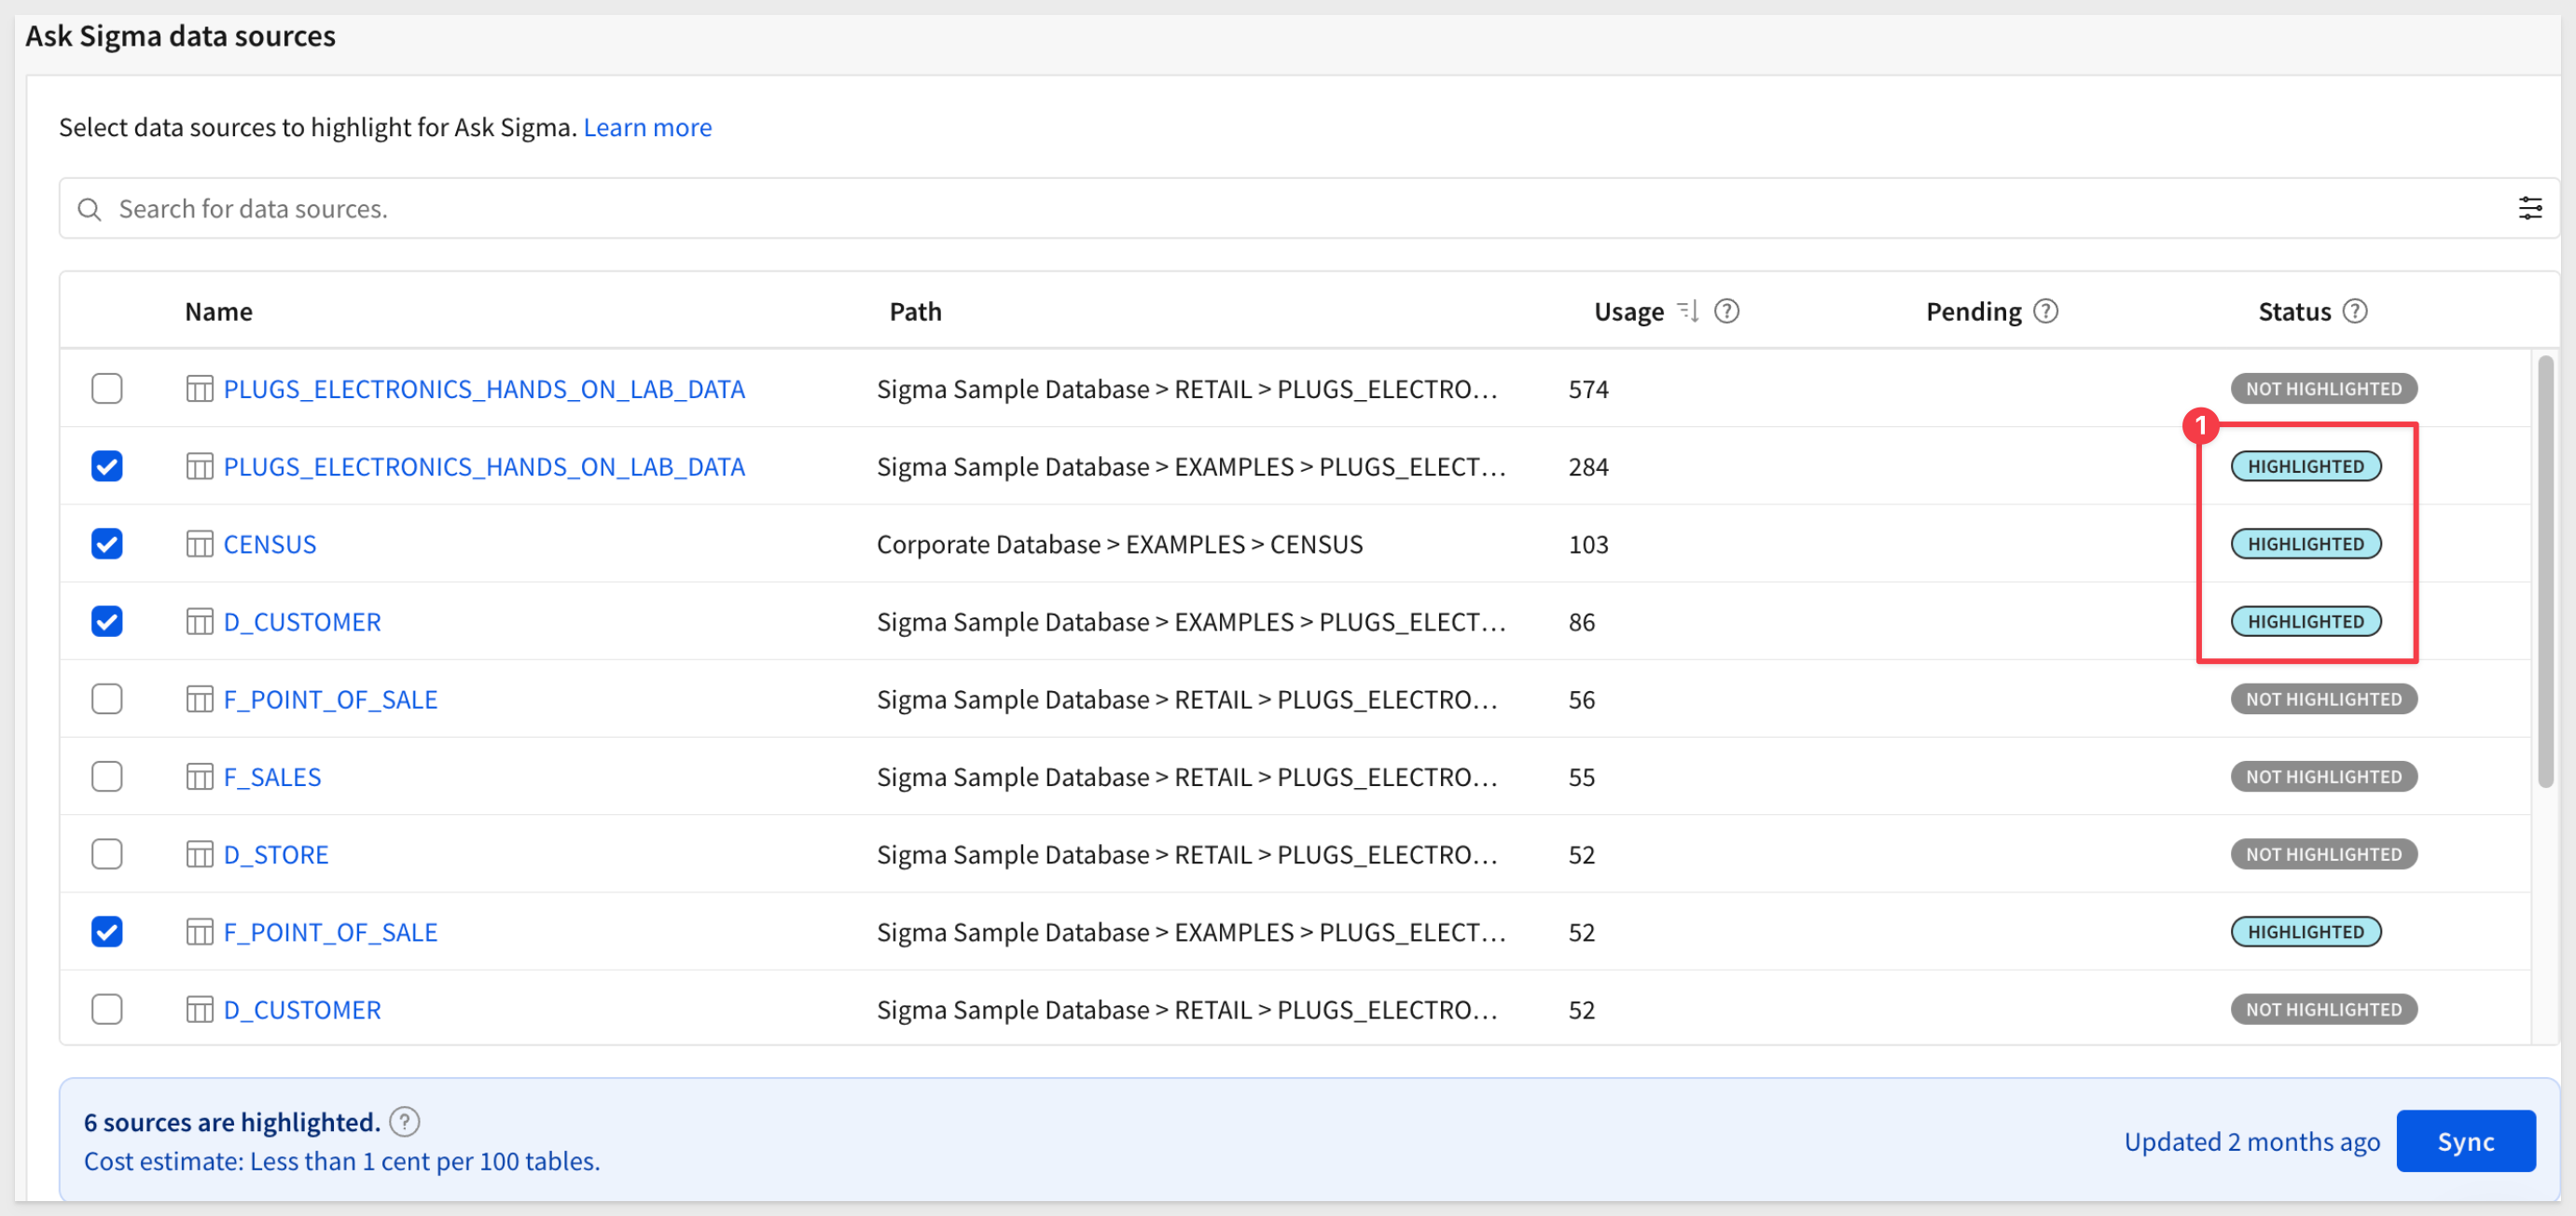 Ask Sigma data sources
Select data sources to highlight for Ask Sigma. Learn more
Search for data sources.
Name Path Usage Pending Status
PLUGS_ELECTRONICS_HANDS_ON_LAB_DATA Sigma Sample Database > RETAIL > PLUGS_ELECTRO... 574 NOT HIGHLIGHTED
1
PLUGS_ELECTRONICS_HANDS_ON_LAB_DATA Sigma Sample Database > EXAMPLES > PLUGS_ELECT... 284 HIGHLIGHTED
CENSUS Corporate Database > EXAMPLES > CENSUS 103 HIGHLIGHTED
D_CUSTOMER Sigma Sample Database > EXAMPLES > PLUGS_ELECT... 86 HIGHLIGHTED
F_POINT_OF_SALE Sigma Sample Database > RETAIL > PLUGS_ELECTRO... 56 NOT HIGHLIGHTED
F_SALES Sigma Sample Database > RETAIL > PLUGS_ELECTRO... 55 NOT HIGHLIGHTED
D_STORE Sigma Sample Database > RETAIL > PLUGS_ELECTRO... 52 NOT HIGHLIGHTED
F_POINT_OF_SALE Sigma Sample Database > EXAMPLES > PLUGS_ELECT... 52 HIGHLIGHTED
D_CUSTOMER Sigma Sample Database > RETAIL > PLUGS_ELECTRO... 52 NOT HIGHLIGHTED
6 sources are highlighted.
Cost estimate: Less than 1 cent per 100 tables.
Updated 2 months ago Sync